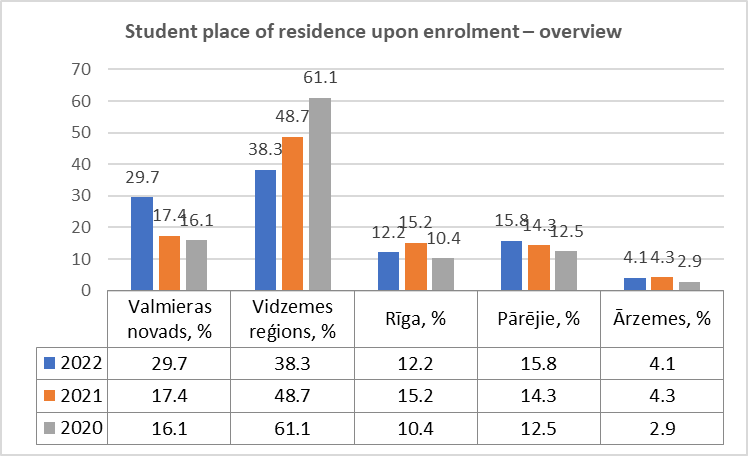 Student place of residence upon enrolment – overview
70
60
50
40
30
20
10
0
29.7
17.4
16.1
38.3
48.7
61.1
12.2
15.2
10.4
15.8
14.3
12.5
4.1
4.3
2.9
Valmieras novads, %
Vidzemes reģions, %
Rīga, %
Pārējie, %
Ārzemes, %
2022 29.7 38.3 12.2 15.8 4.1
2021 17.4 48.7 15.2 14.3 4.3
2020 16.1 61.1 10.4 12.5 2.9